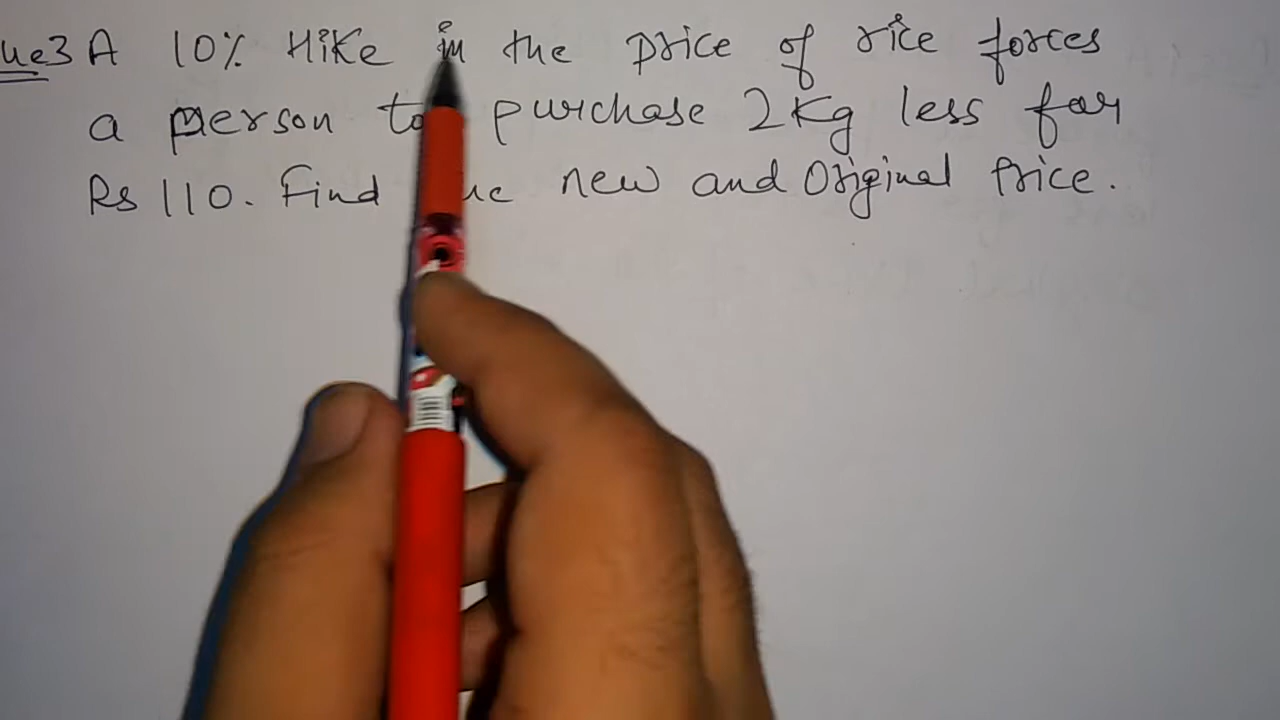 ue3 A 10% Hike in the price of rice forces
a person to purchase 2Kg less for
Rs 110. Find new and Original Price.